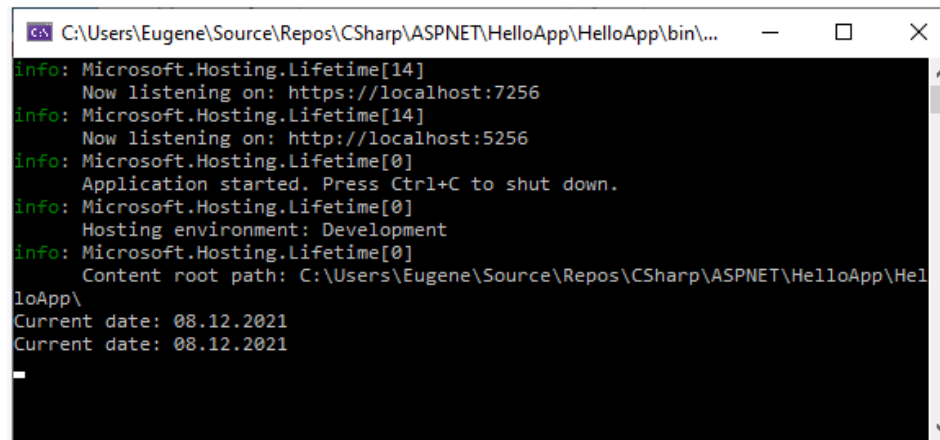 C:\Users\Eugene\Source\Repos\CSharp\ASPNET\HelloApp\HelloApp\bin\...
info: Microsoft.Hosting.Lifetime[14]
      Now listening on: https://localhost:7256
info: Microsoft.Hosting.Lifetime[14]
      Now listening on: http://localhost:5256
info: Microsoft.Hosting.Lifetime[0]
      Application started. Press Ctrl+C to shut down.
info: Microsoft.Hosting.Lifetime[0]
      Hosting environment: Development
info: Microsoft.Hosting.Lifetime[0]
      Content root path: C:\Users\Eugene\Source\Repos\CSharp\ASPNET\HelloApp\Hel
loApp\
Current date: 08.12.2021
Current date: 08.12.2021